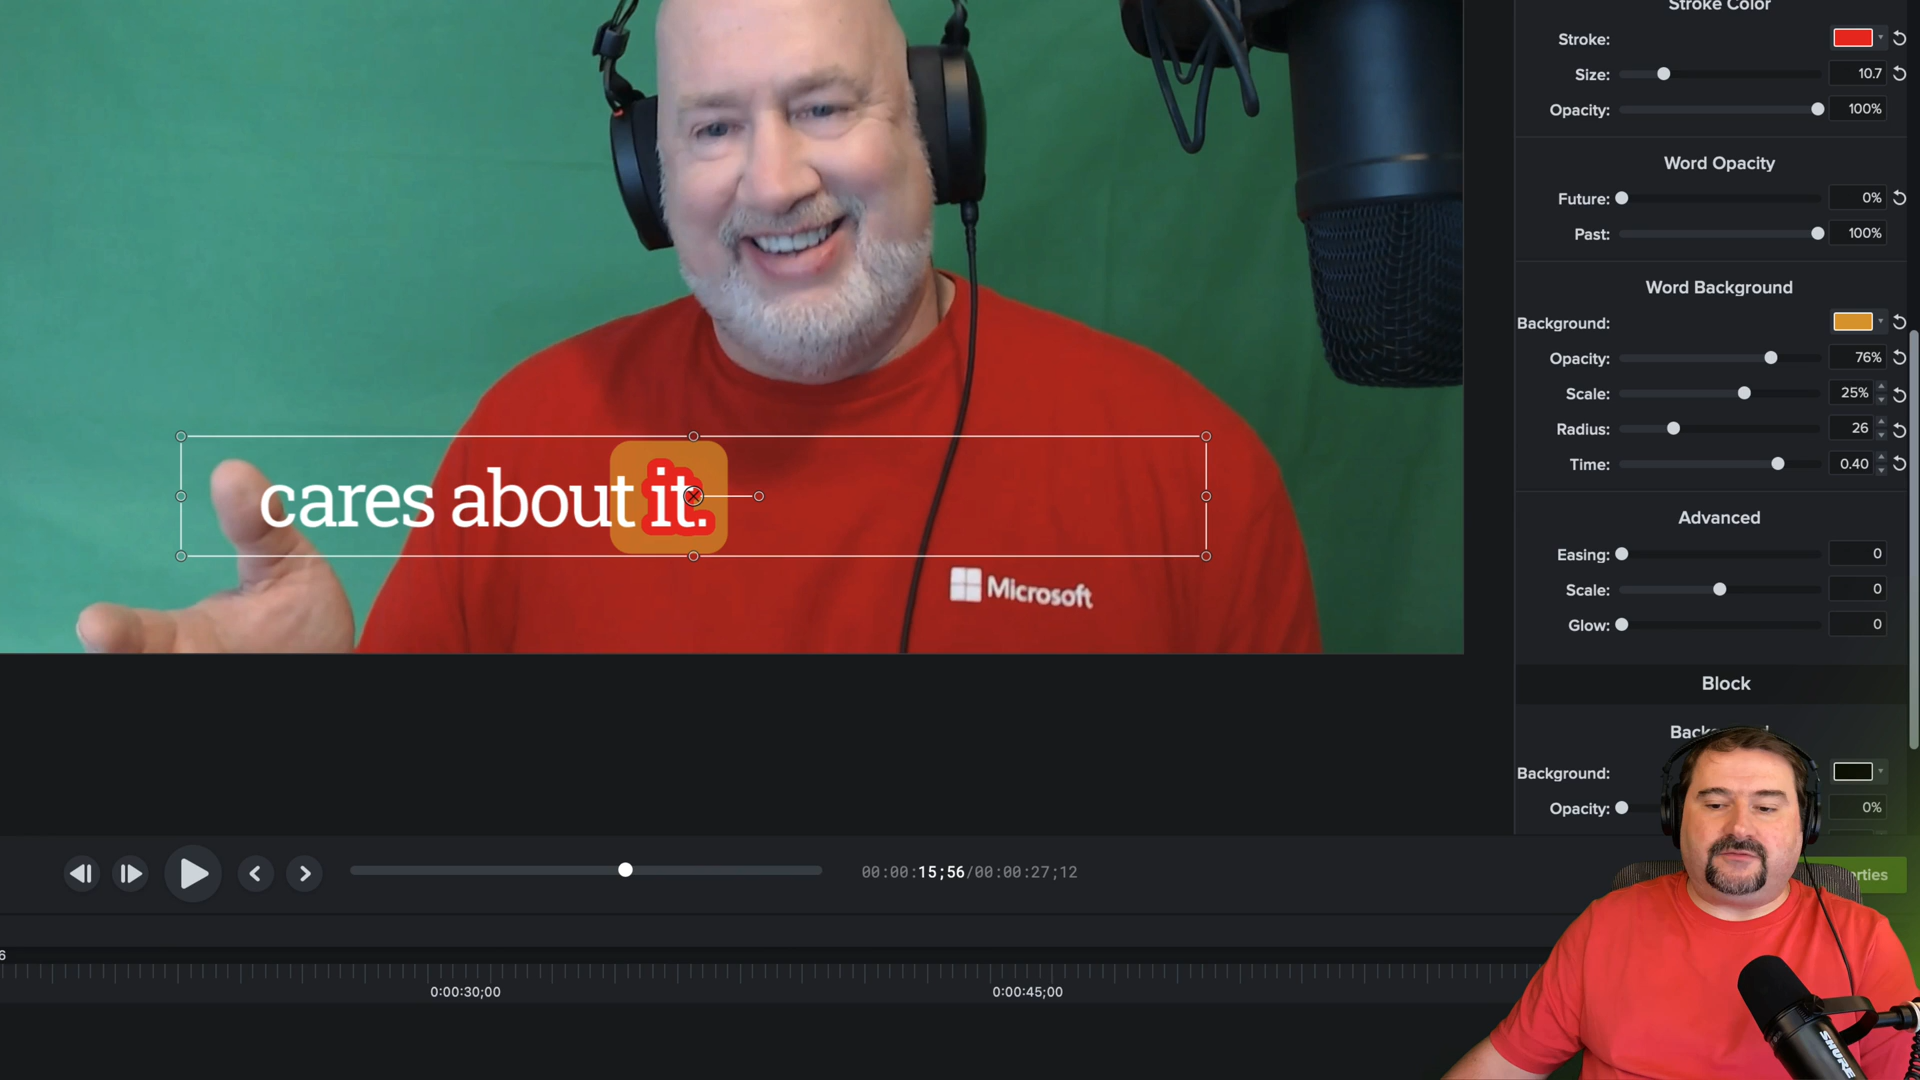 Stroke Color
Stroke:
Size: 10.7
Opacity: 100%
Word Opacity
Future: 0%
Past: 100%
Word Background
Background:
Opacity: 76%
Scale: 25%
Radius: 26
Time: 0.40
Advanced
Easing: 0
Scale: 0
Glow: 0
Block
Background:
Opacity: 0%
cares about it.
Microsoft
00:00:15;56/00:00:27;12
erties
6
0:00:30;00
0:00:45;00
SHURE